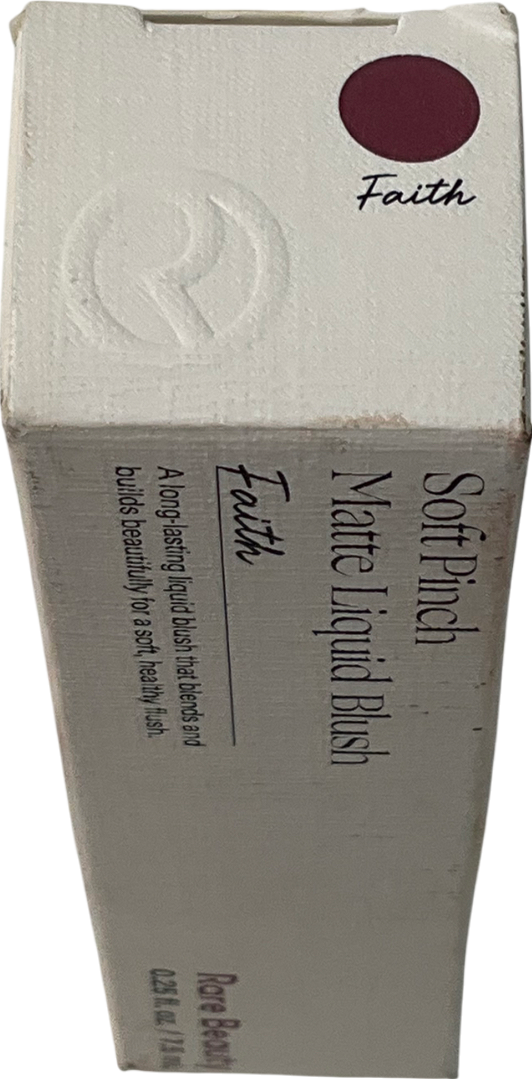 Faith
Soft Pinch
Matte Liquid Blush
Faith
A long-lasting liquid blush that blends and
builds beautifully for a soft, healthy flush.
Rare Beauty
0.25 fl. oz. / 7.5